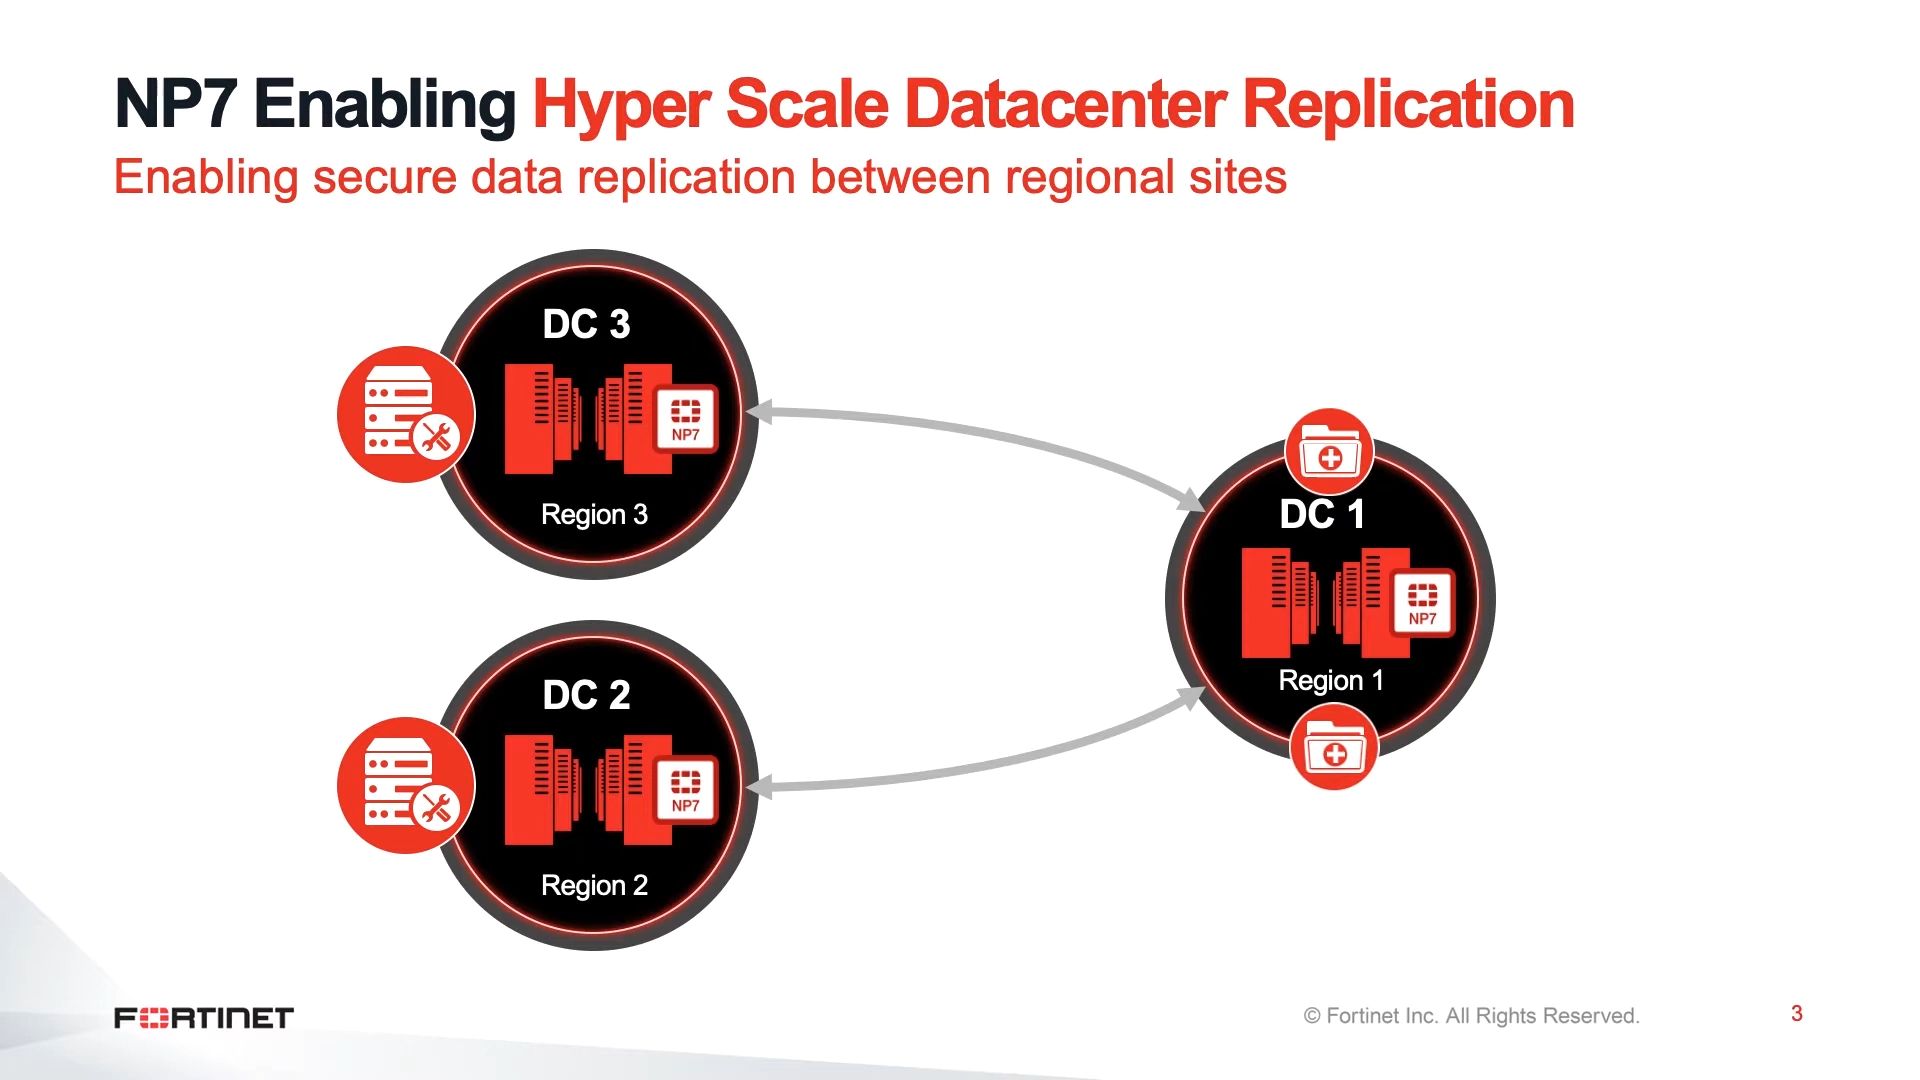 NP7 Enabling Hyper Scale Datacenter Replication
Enabling secure data replication between regional sites
DC 3
NP7
Region 3
DC 1
NP7
Region 1
DC 2
NP7
Region 2
FORTINET
© Fortinet Inc. All Rights Reserved.
3